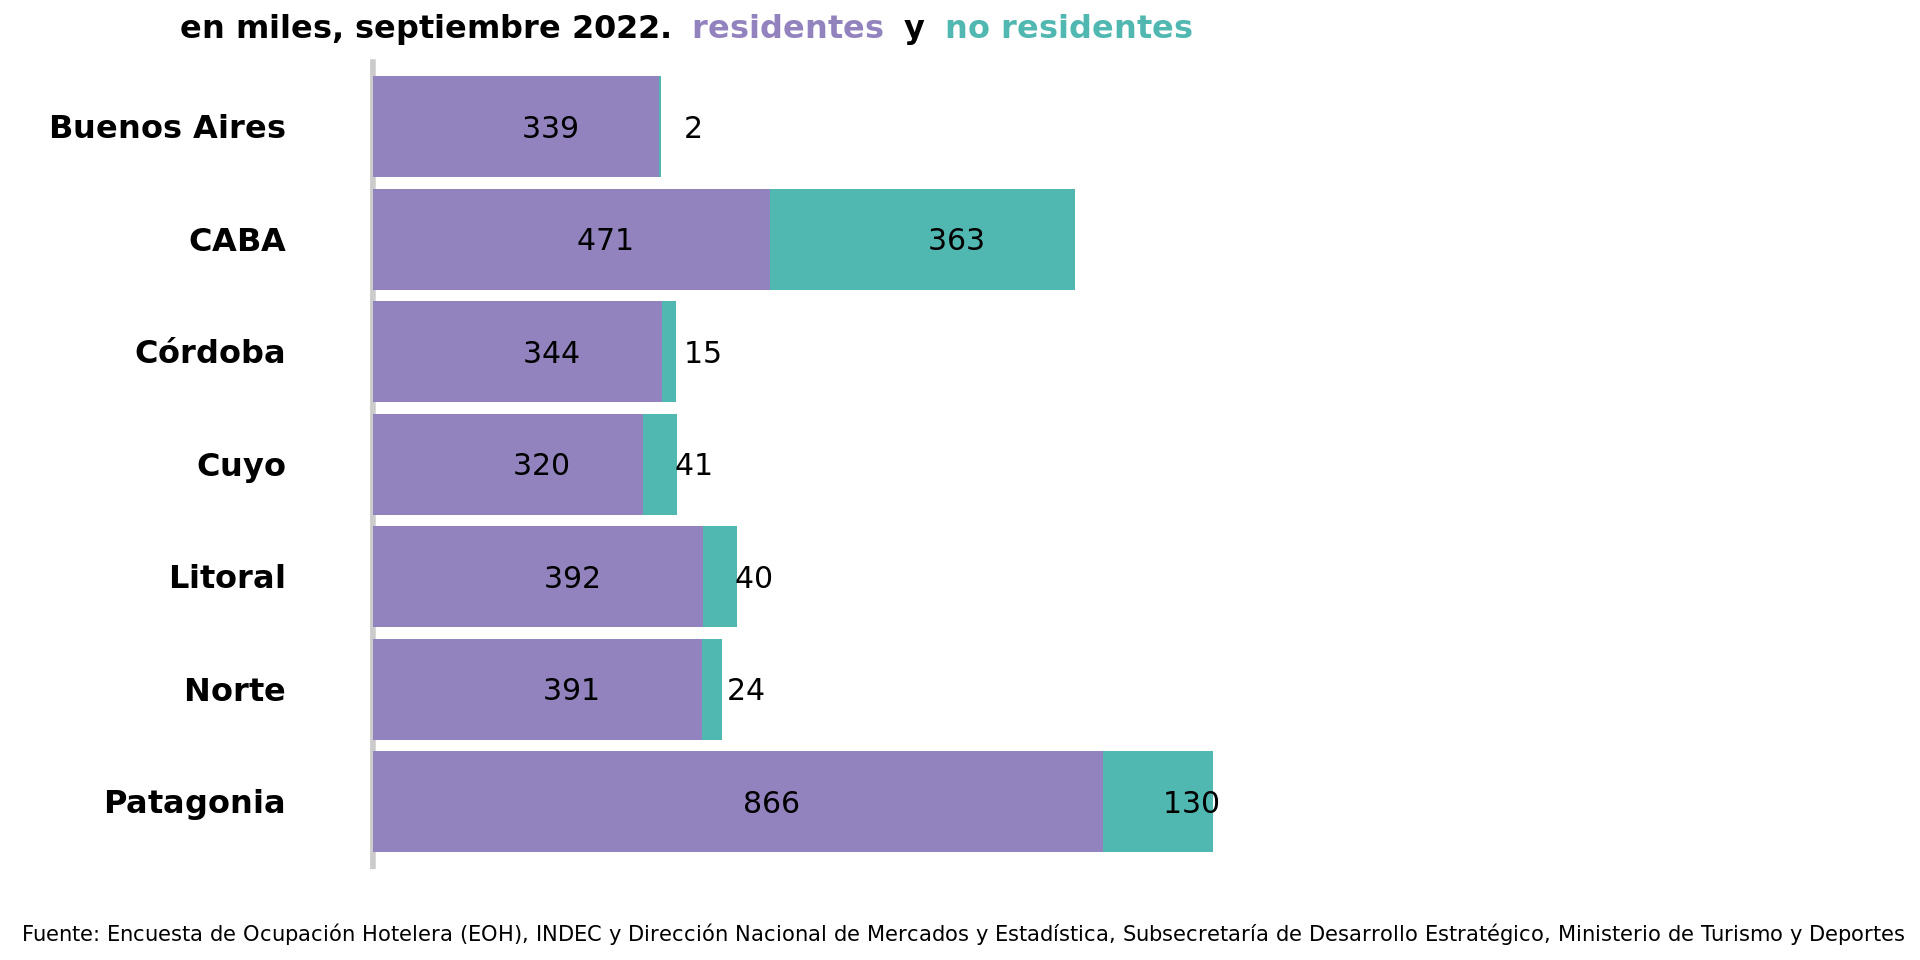 en miles, septiembre 2022. residentes y no residentes
Buenos Aires 339 2
CABA 471 363
Córdoba 344 15
Cuyo 320 41
Litoral 392 40
Norte 391 24
Patagonia 866 130
Fuente: Encuesta de Ocupación Hotelera (EOH), INDEC y Dirección Nacional de Mercados y Estadística, Subsecretaría de Desarrollo Estratégico, Ministerio de Turismo y Deportes